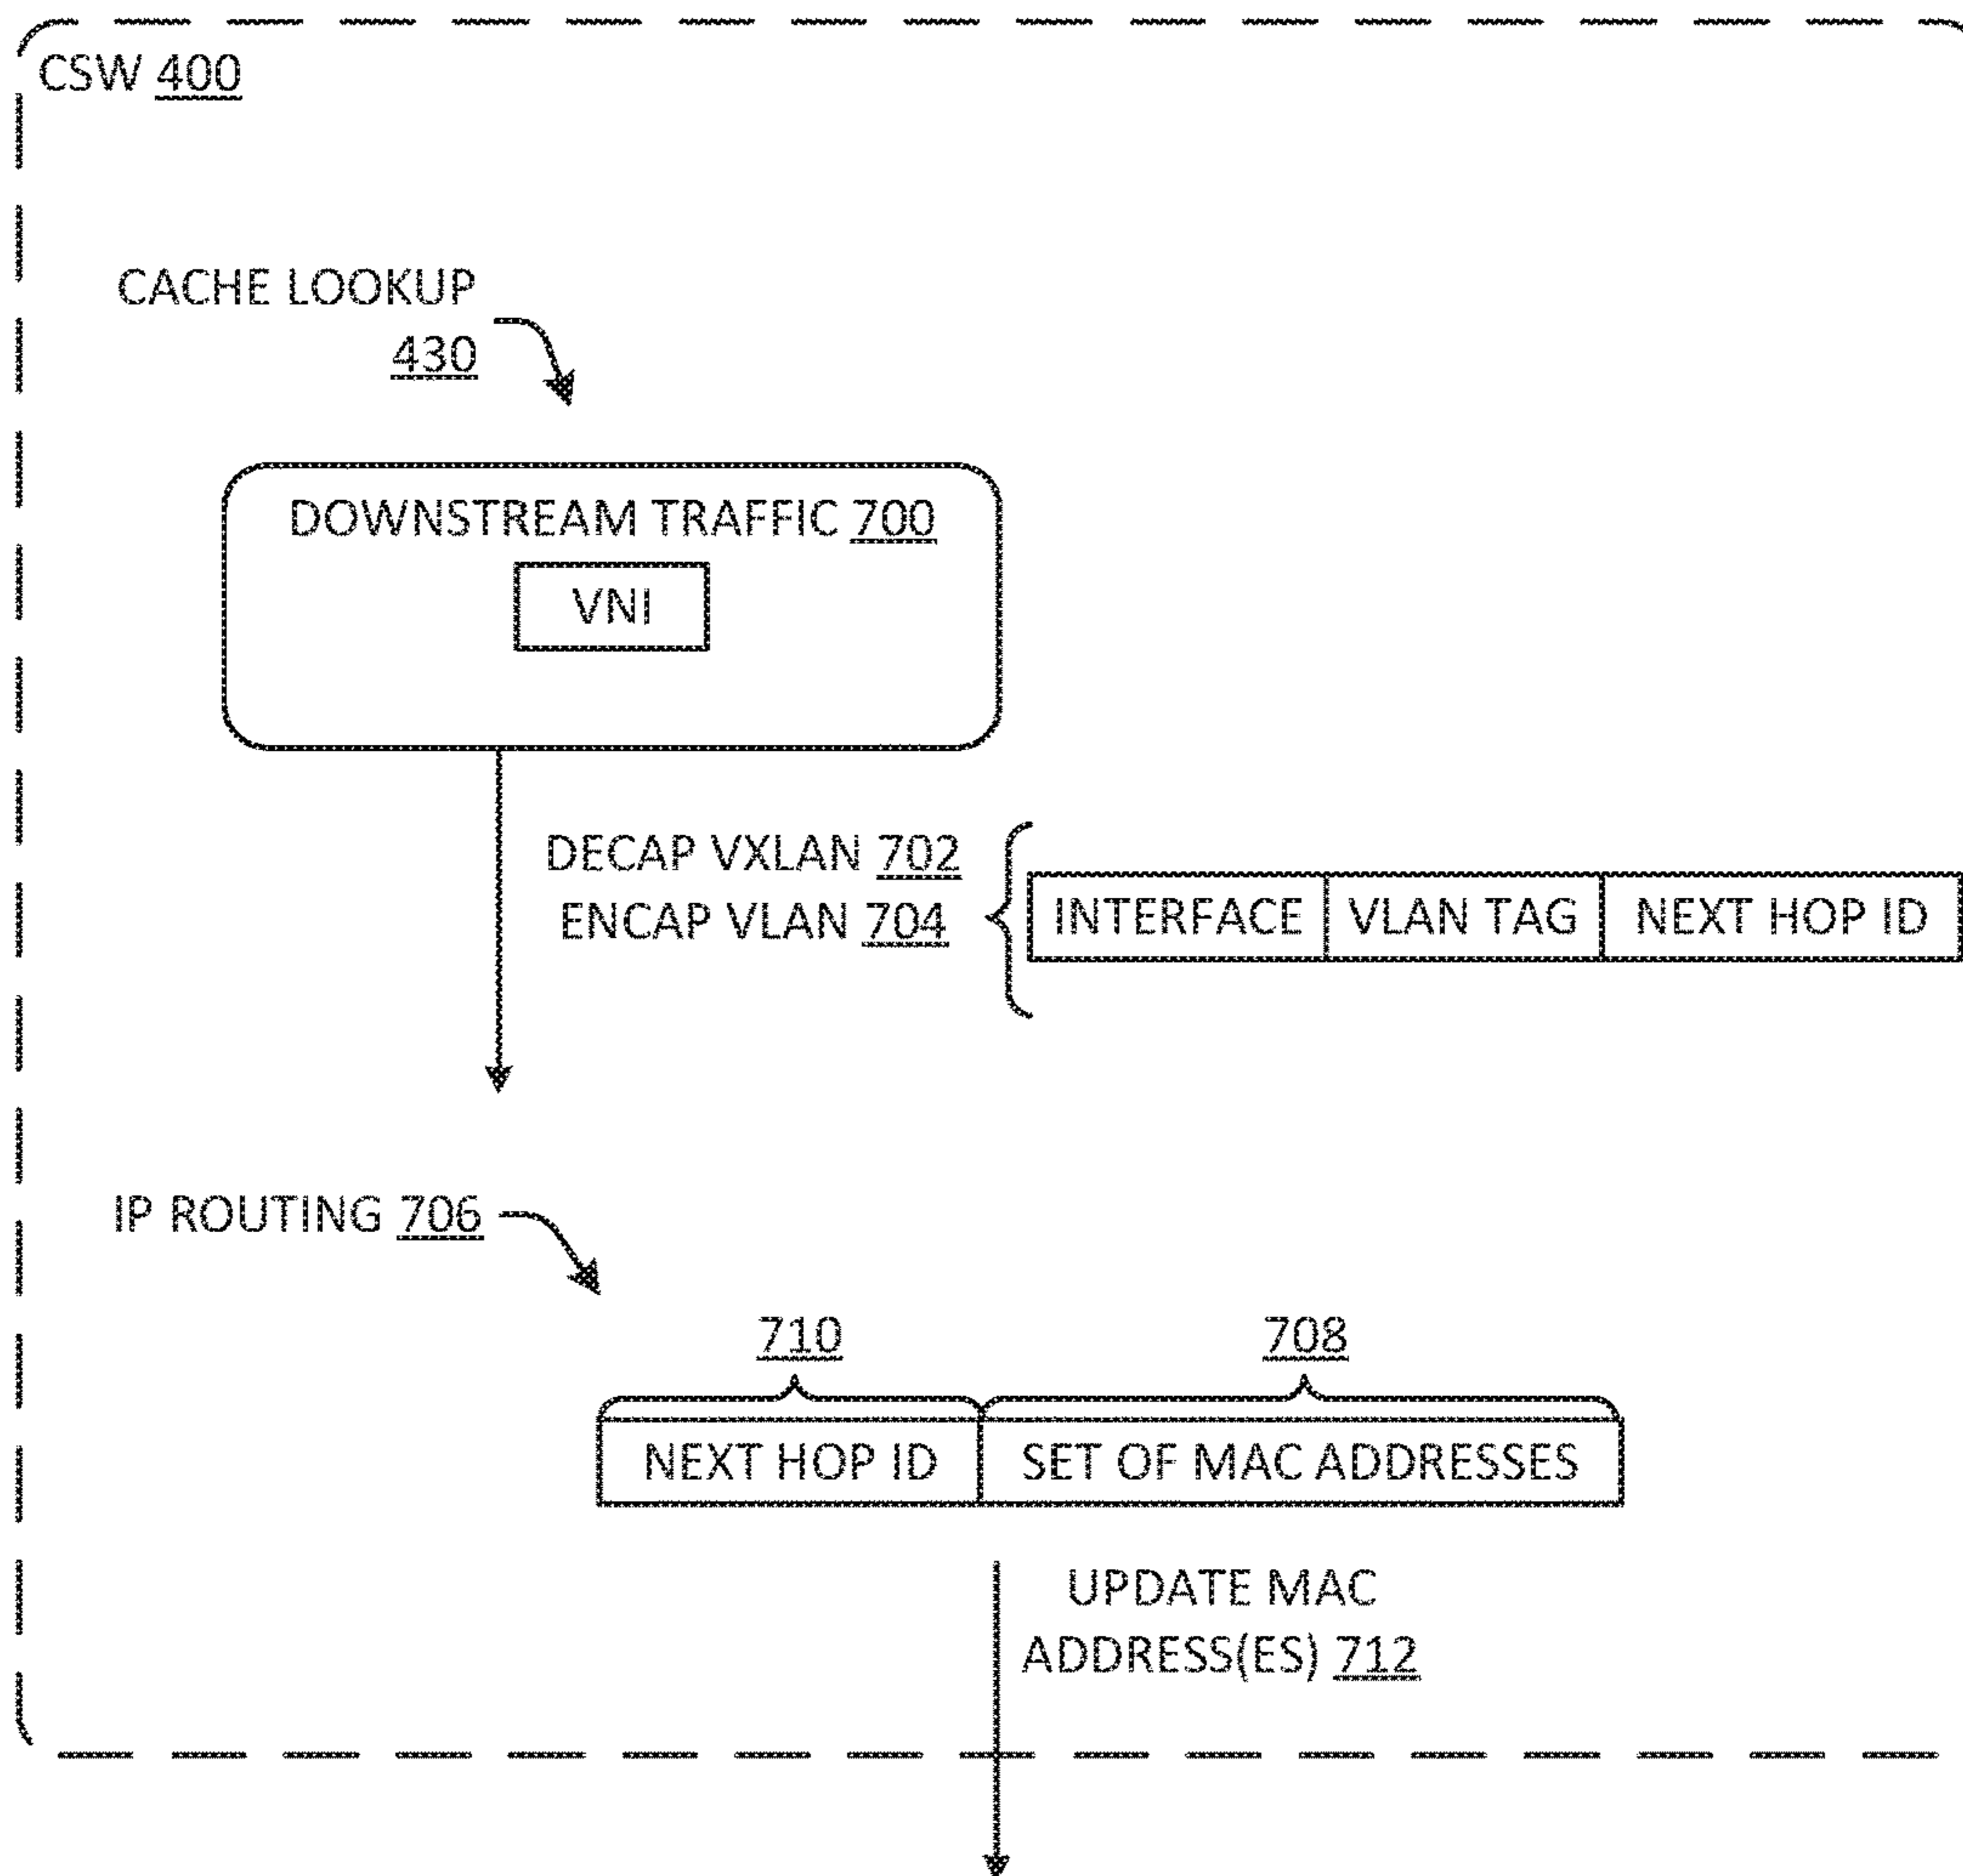 CSW 400
CACHE LOOKUP
430
DOWNSTREAM TRAFFIC 700
VNI
DECAP VXLAN 702
ENCAP VLAN 704
INTERFACE VLAN TAG NEXT HOP ID
IP ROUTING 706
710 708
NEXT HOP ID SET OF MAC ADDRESSES
UPDATE MAC
ADDRESS(ES) 712